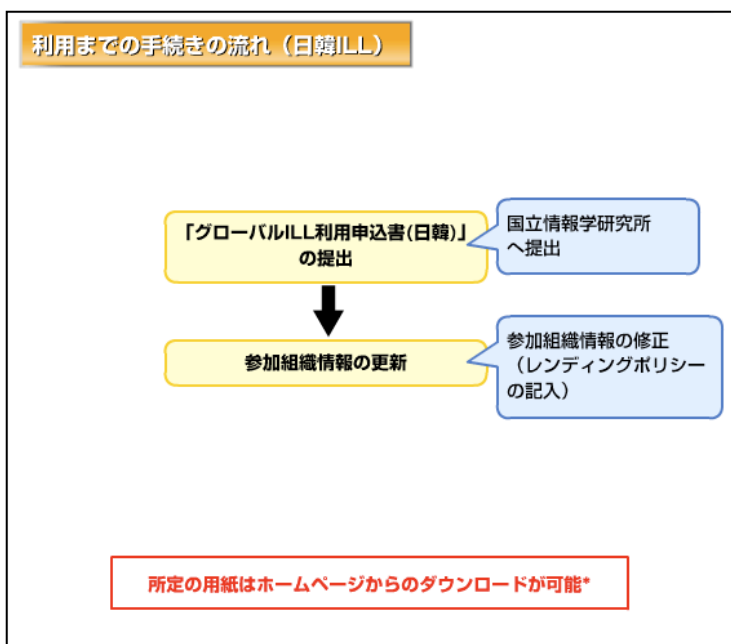 利用までの手続きの流れ（日韓ILL）
「グローバルILL利用申込書(日韓)」
の提出
国立情報学研究所
へ提出
参加組織情報の更新
参加組織情報の修正
（レンディングポリシー
の記入）
所定の用紙はホームページからのダウンロードが可能*